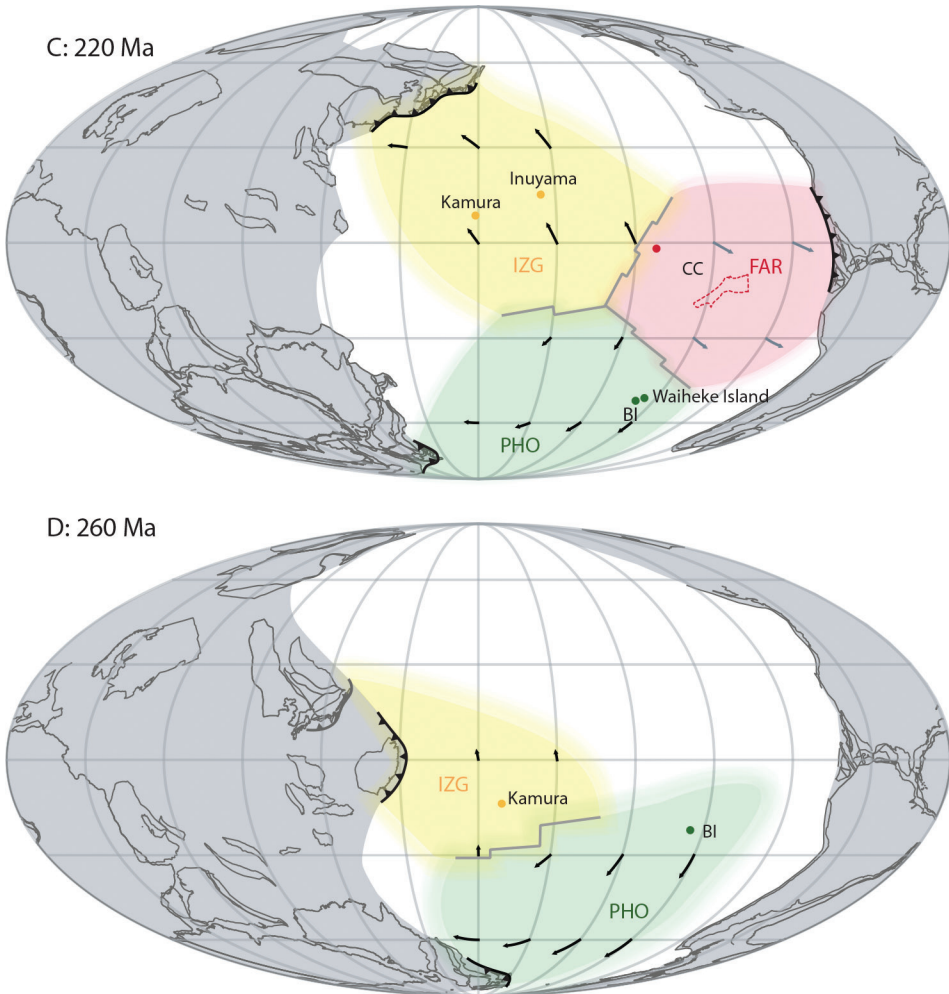 C: 220 Ma
Inuyama
Kamura
IZG
CC
FAR
Waiheke Island
BI
PHO
D: 260 Ma
IZG
Kamura
BI
PHO